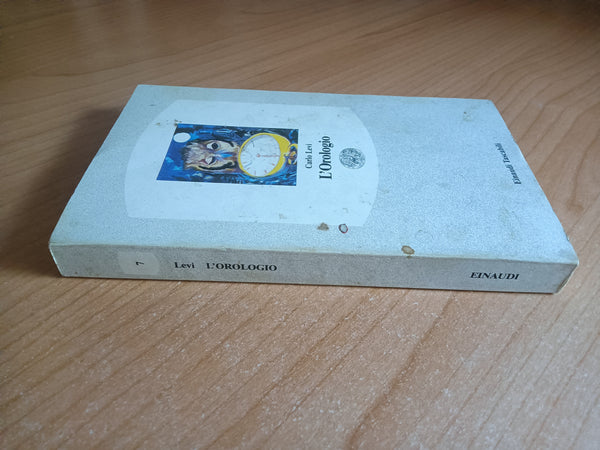 Carlo Levi
L'Orologio
Einaudi Tascabili
7 Levi L'OROLOGIO EINAUDI